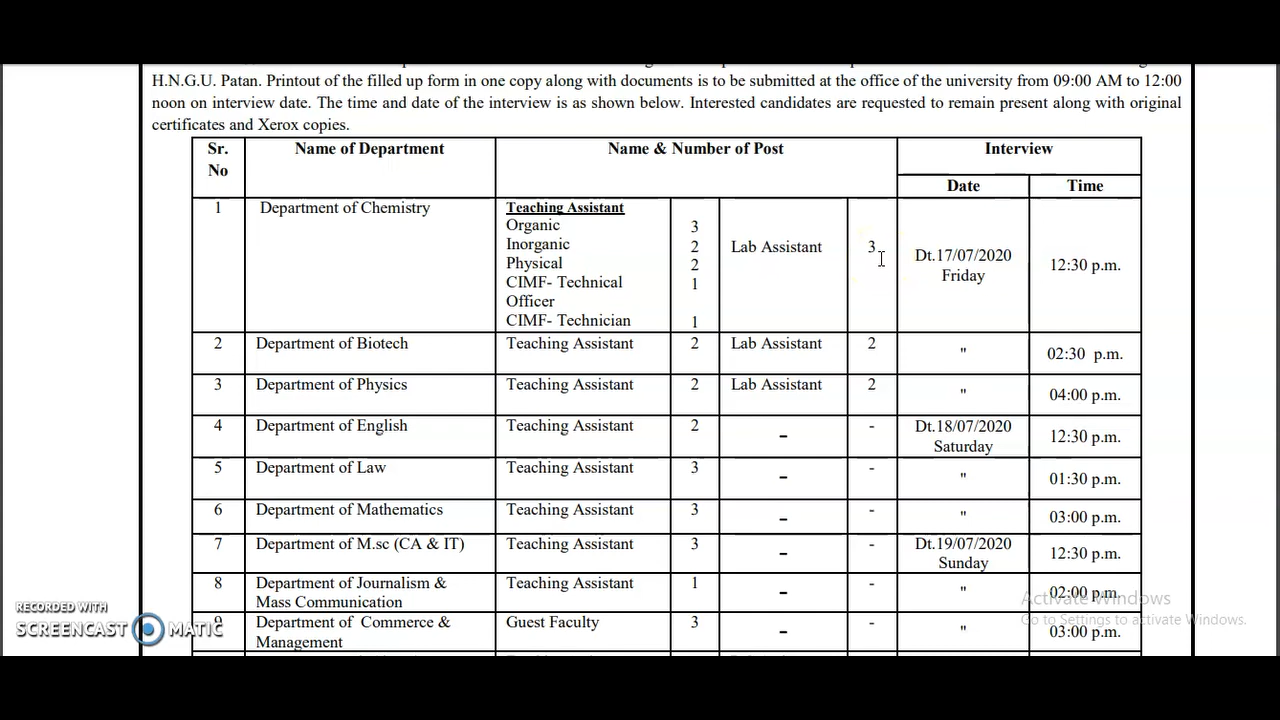 H.N.G.U. Patan. Printout of the filled up form in one copy along with documents is to be submitted at the office of the university from 09:00 AM to 12:00
noon on interview date. The time and date of the interview is as shown below. Interested candidates are requested to remain present along with original
certificates and Xerox copies.
Sr. No Name of Department Name & Number of Post Interview
Date Time
1 Department of Chemistry Teaching Assistant
Organic 3
Inorganic 2 Lab Assistant 3 Dt.17/07/2020 Friday 12:30 p.m.
Physical 2
CIMF- Technical Officer 1
CIMF- Technician 1
2 Department of Biotech Teaching Assistant 2 Lab Assistant 2 " 02:30 p.m.
3 Department of Physics Teaching Assistant 2 Lab Assistant 2 " 04:00 p.m.
4 Department of English Teaching Assistant 2 - - Dt.18/07/2020 Saturday 12:30 p.m.
5 Department of Law Teaching Assistant 3 - - " 01:30 p.m.
6 Department of Mathematics Teaching Assistant 3 - - " 03:00 p.m.
7 Department of M.sc (CA & IT) Teaching Assistant 3 - - Dt.19/07/2020 Sunday 12:30 p.m.
8 Department of Journalism & Mass Communication Teaching Assistant 1 - - " 02:00 p.m.
9 Department of Commerce & Management Guest Faculty 3 - - " 03:00 p.m.
RECORDED WITH
SCREENCAST MATIC
Activate Windows
Go to Settings to activate Windows.